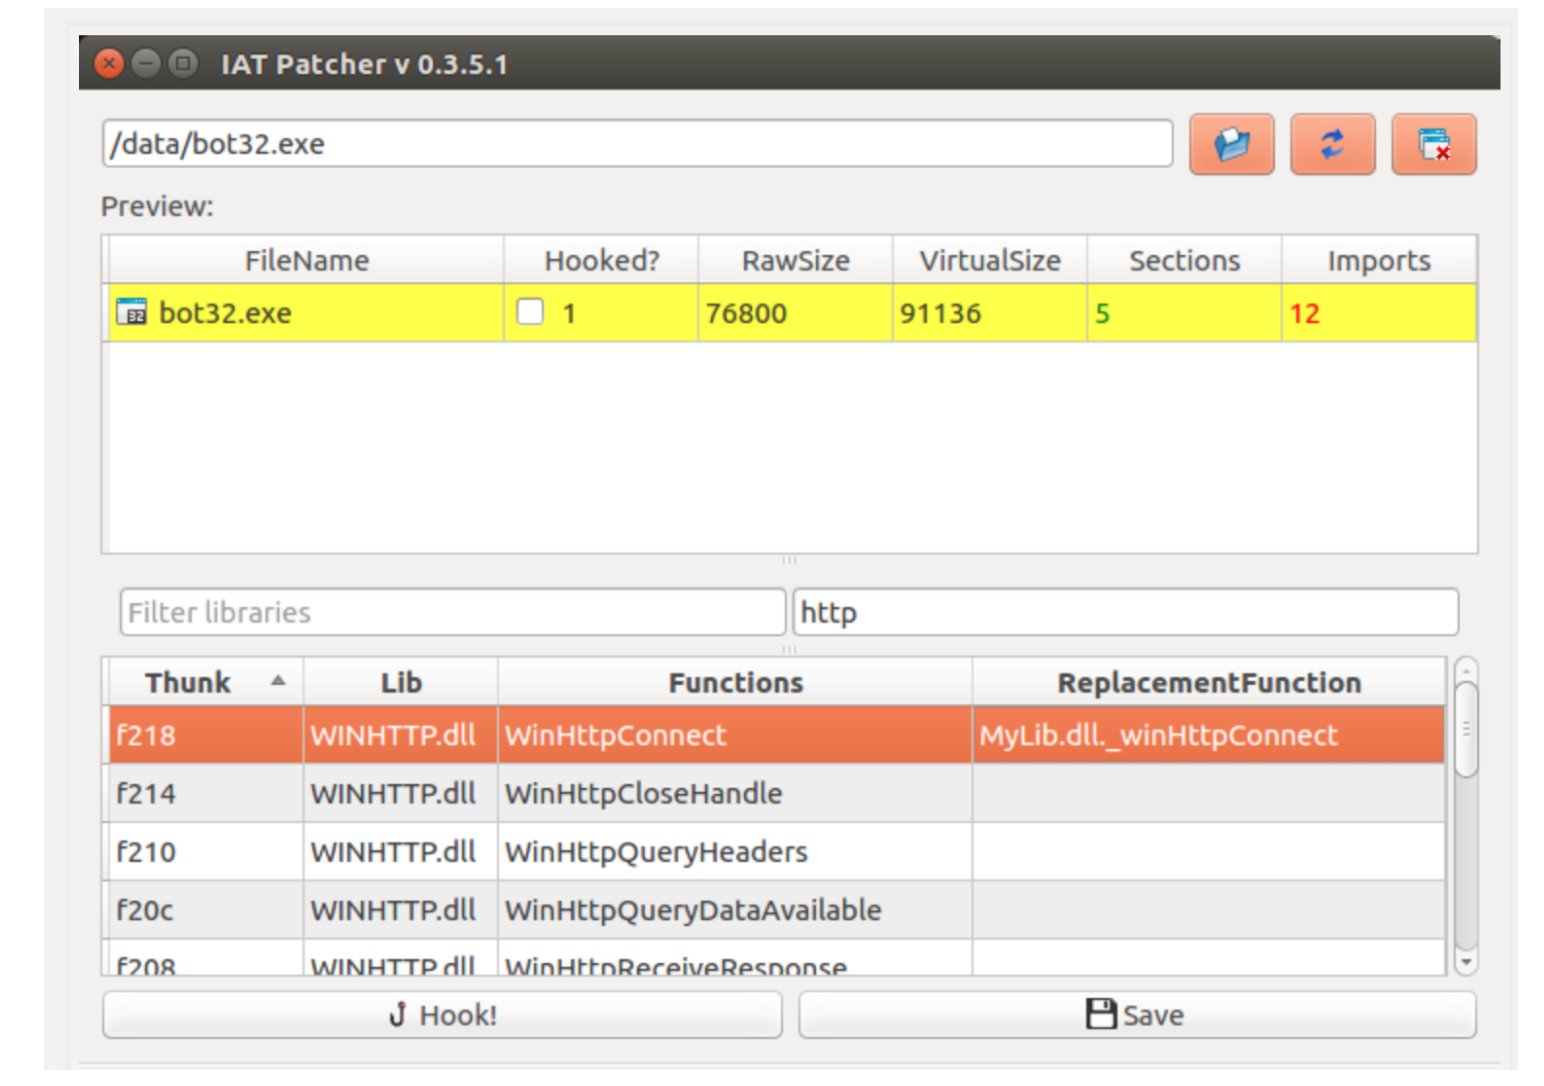 IAT Patcher v 0.3.5.1
/data/bot32.exe
Preview:
FileName Hooked? RawSize VirtualSize Sections Imports
32 bot32.exe 1 76800 91136 5 12
Filter libraries http
Thunk Lib Functions ReplacementFunction
f218 WINHTTP.dll WinHttpConnect MyLib.dll._winHttpConnect
f214 WINHTTP.dll WinHttpCloseHandle
f210 WINHTTP.dll WinHttpQueryHeaders
f20c WINHTTP.dll WinHttpQueryDataAvailable
f208 WINHTTP.dll WinHttpReceiveResponse
Hook! Save